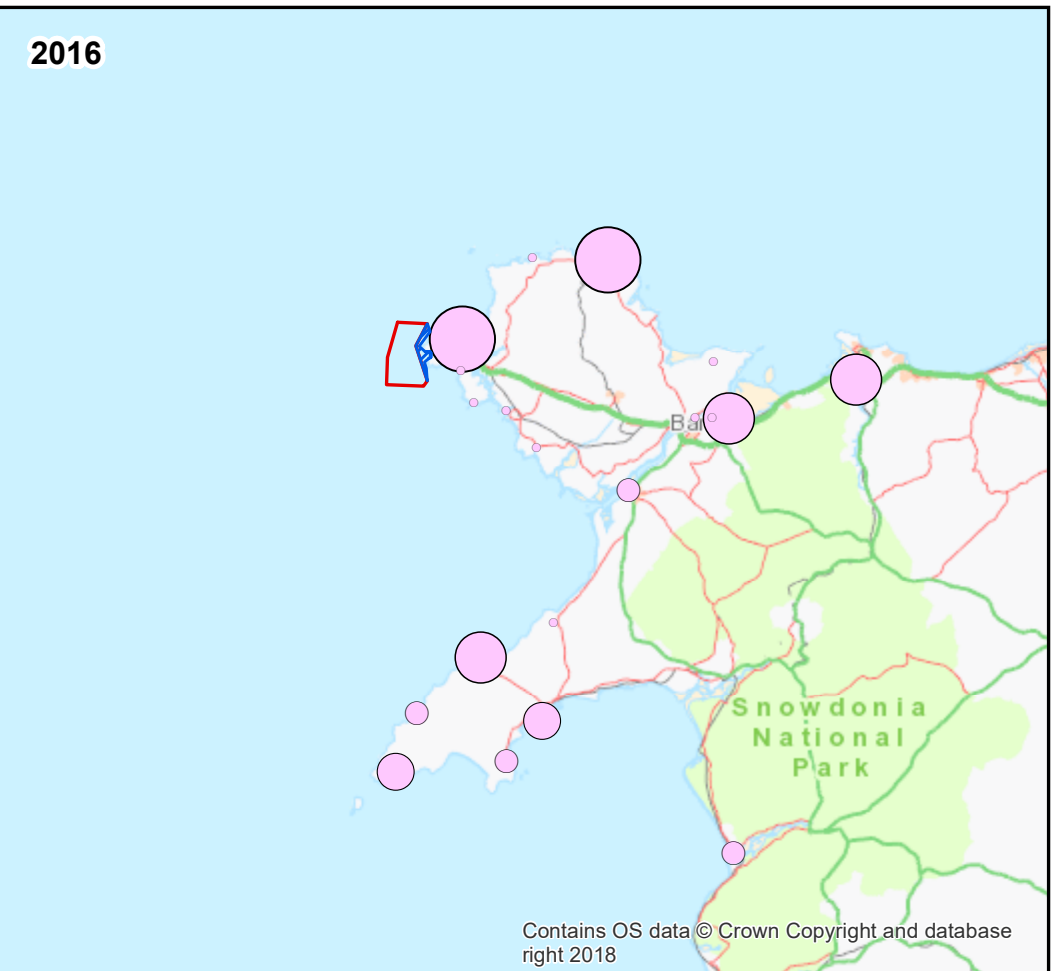 2016
Ba
Snowdonia
National
Park
Contains OS data © Crown Copyright and database
right 2018